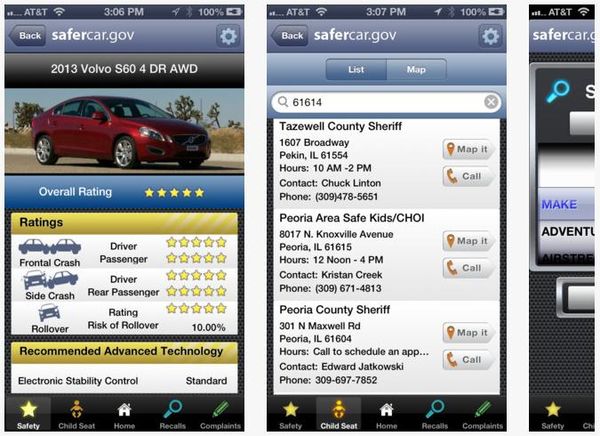 AT&T 3:06 PM 100%
Back safercar.gov
2013 Volvo S60 4 DR AWD
Overall Rating
Ratings
Frontal Crash
Driver
Passenger
Side Crash
Driver
Rear Passenger
Rollover
Rating
Risk of Rollover 10.00%
Recommended Advanced Technology
Electronic Stability Control Standard
Safety Child Seat Home Recalls Complaints
AT&T 3:07 PM 100%
Back safercar.gov
List Map
61614
Tazewell County Sheriff
1607 Broadway
Pekin, IL 61554
Hours: 10 AM -2 PM
Contact: Chuck Linton
Phone: (309)478-5651
Map it
Call
Peoria Area Safe Kids/CHOI
8017 N. Knoxville Avenue
Peoria, IL 61615
Hours: 12 Noon - 4 PM
Contact: Kristan Creek
Phone: (309) 671-4813
Map it
Call
Peoria County Sheriff
301 N Maxwell Rd
Peoria, IL 61604
Hours: Call to schedule an app...
Contact: Edward Jatkowski
Phone: 309-697-7852
Map it
Call
Safety Child Seat Home Recalls Complaints
AT&T
safercar
S
MAKE
ADVENTU
AIRSTREE
Safety Ch